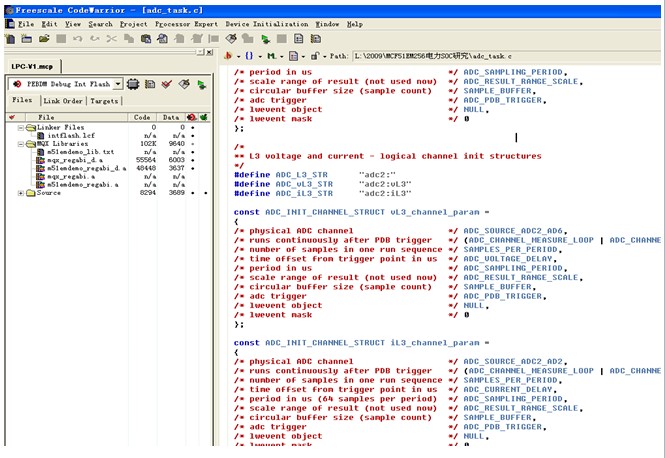 Freescale CodeWarrior - [adc_task.c]
File Edit View Search Project Processor Expert Device Initialization Window Help
Path: L:\2009\MCF51EM256电力SOC研究\adc_task.c
LPC-V1.mcp
PEBDM Debug Int Flash
Files Link Order Targets
File Code Data
Linker Files 0 0
intflash.lcf n/a n/a
MQX Libraries 102K 9640
m51emdemo_lib.txt n/a n/a
mqx_regabi_d.a 55564 6003
m51emdemo_regabi_d.a 48448 3637
mqx_regabi.a n/a n/a
m51emdemo_regabi.a n/a n/a
Source 8294 3689
/* period in us */ ADC_SAMPLING_PERIOD,
/* scale range of result (not used now) */ ADC_RESULT_RANGE_SCALE,
/* circular buffer size (sample count) */ SAMPLE_BUFFER,
/* adc trigger */ ADC_PDB_TRIGGER,
/* lwevent object */ NULL,
/* lwevent mask */ 0
};
/*
** L3 voltage and current - logical channel init structures
*/
#define ADC_L3_STR "adc2:"
#define ADC_vL3_STR "adc2:vL3"
#define ADC_iL3_STR "adc2:iL3"
const ADC_INIT_CHANNEL_STRUCT vL3_channel_param =
{
/* physical ADC channel */ ADC_SOURCE_ADC2_AD6,
/* runs continuously after PDB trigger */ (ADC_CHANNEL_MEASURE_LOOP | ADC_CHANNE
/* number of samples in one run sequence */ SAMPLES_PER_PERIOD,
/* time offset from trigger point in us */ ADC_VOLTAGE_DELAY,
/* period in us */ ADC_SAMPLING_PERIOD,
/* scale range of result (not used now) */ ADC_RESULT_RANGE_SCALE,
/* circular buffer size (sample count) */ SAMPLE_BUFFER,
/* adc trigger */ ADC_PDB_TRIGGER,
/* lwevent object */ NULL,
/* lwevent mask */ 0
};
const ADC_INIT_CHANNEL_STRUCT iL3_channel_param =
{
/* physical ADC channel */ ADC_SOURCE_ADC2_AD2,
/* runs continuously after PDB trigger */ (ADC_CHANNEL_MEASURE_LOOP | ADC_CHANNE
/* number of samples in one run sequence */ SAMPLES_PER_PERIOD,
/* time offset from trigger point in us */ ADC_CURRENT_DELAY,
/* period in us (64 samples per period) */ ADC_SAMPLING_PERIOD,
/* scale range of result (not used now) */ ADC_RESULT_RANGE_SCALE,
/* circular buffer size (sample count) */ SAMPLE_BUFFER,
/* adc trigger */ ADC_PDB_TRIGGER,
/* lwevent object */ NULL,
/* lwevent mask */ 0